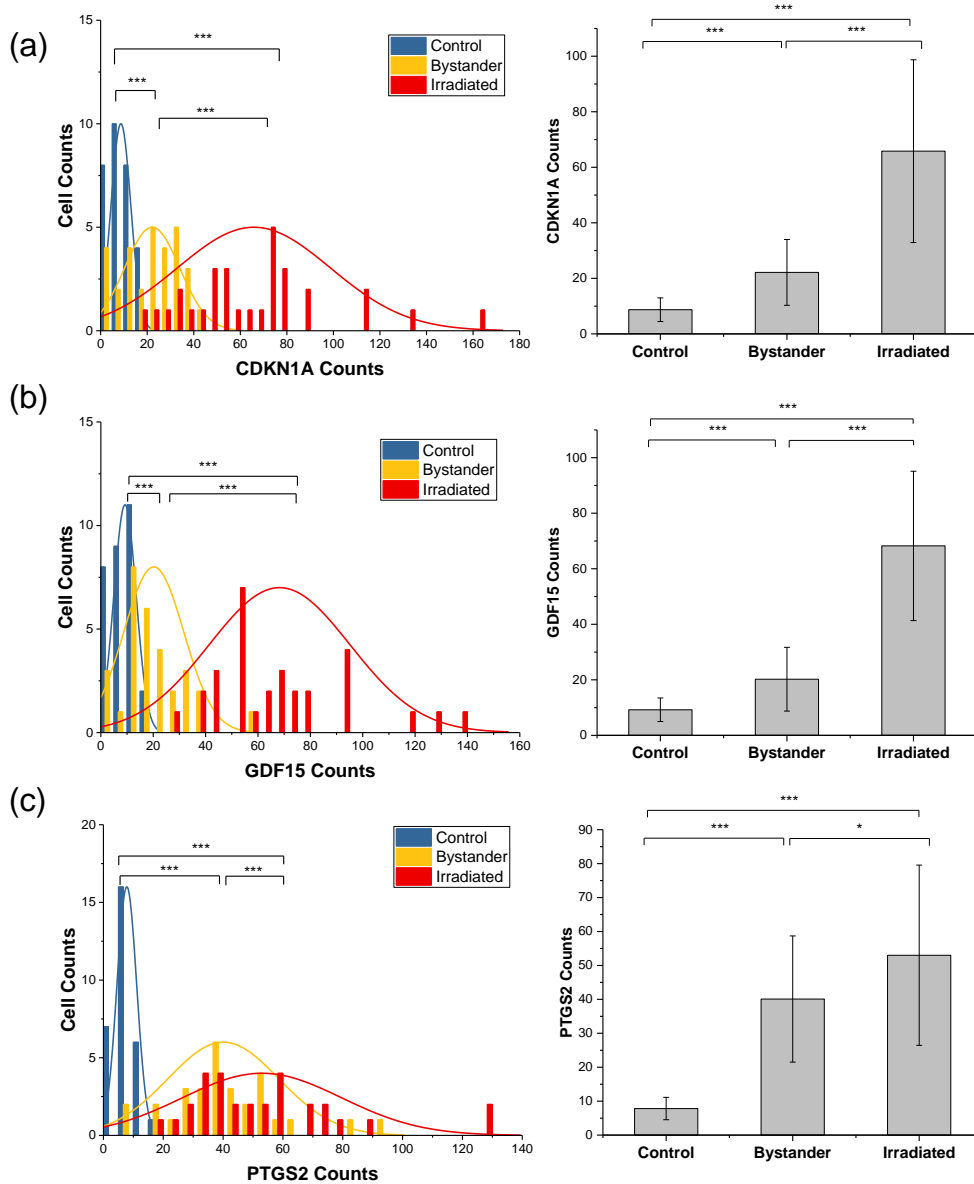 (a)
***
***
***
Control
Bystander
Irradiated
15
10
5
0
Cell Counts
0 20 40 60 80 100 120 140 160 180
CDKN1A Counts
***
*** ***
100
80
60
40
20
0
CDKN1A Counts
Control Bystander Irradiated
(b)
***
*** ***
Control
Bystander
Irradiated
15
10
5
0
Cell Counts
0 20 40 60 80 100 120 140 160
GDF15 Counts
***
*** ***
100
80
60
40
20
0
GDF15 Counts
Control Bystander Irradiated
(c)
***
*** ***
Control
Bystander
Irradiated
20
15
10
5
0
Cell Counts
0 20 40 60 80 100 120 140
PTGS2 Counts
***
*** *
90
80
70
60
50
40
30
20
10
0
PTGS2 Counts
Control Bystander Irradiated